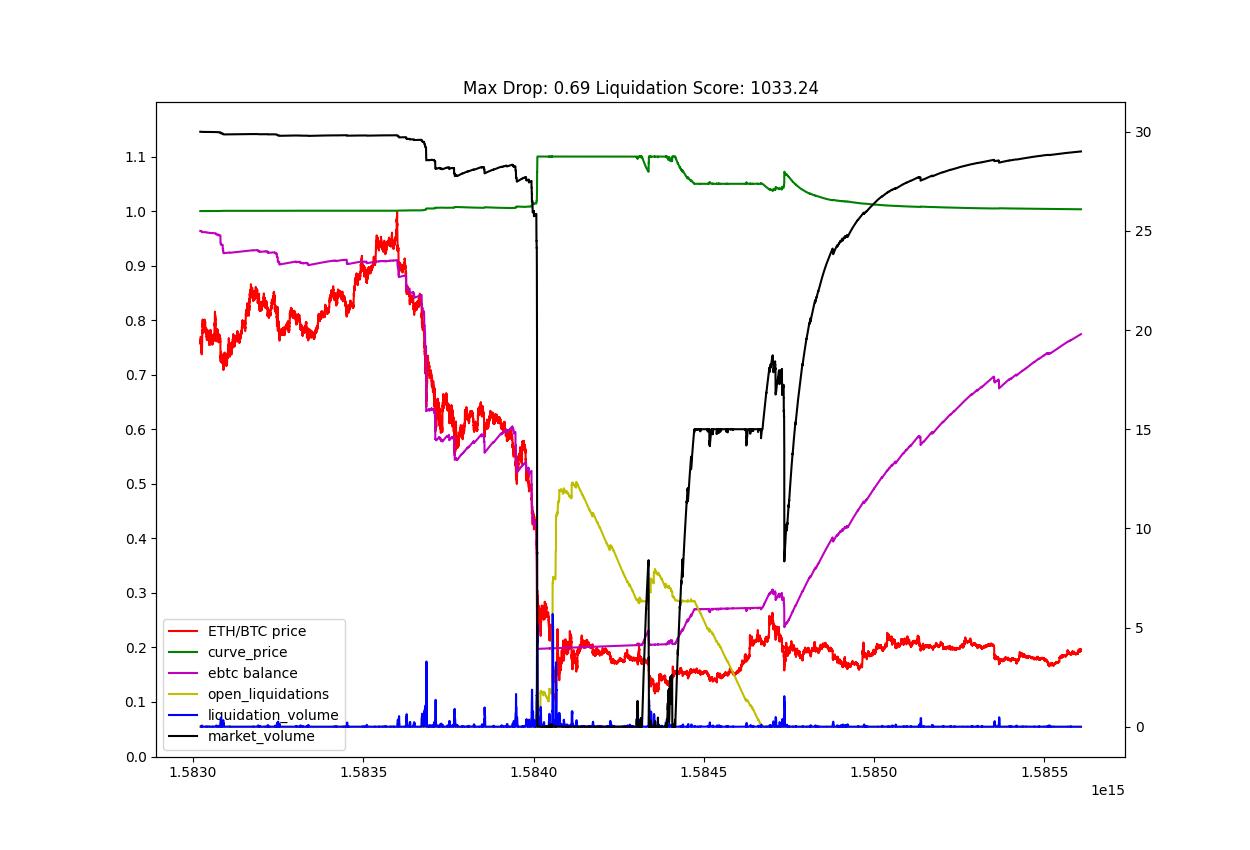 Max Drop: 0.69 Liquidation Score: 1033.24
1.1
1.0
0.9
0.8
0.7
0.6
0.5
0.4
0.3
0.2
0.1
0.0
30
25
20
15
10
5
0
ETH/BTC price
curve_price
ebtc balance
open_liquidations
liquidation_volume
market_volume
1.5830 1.5835 1.5840 1.5845 1.5850 1.5855
1e15